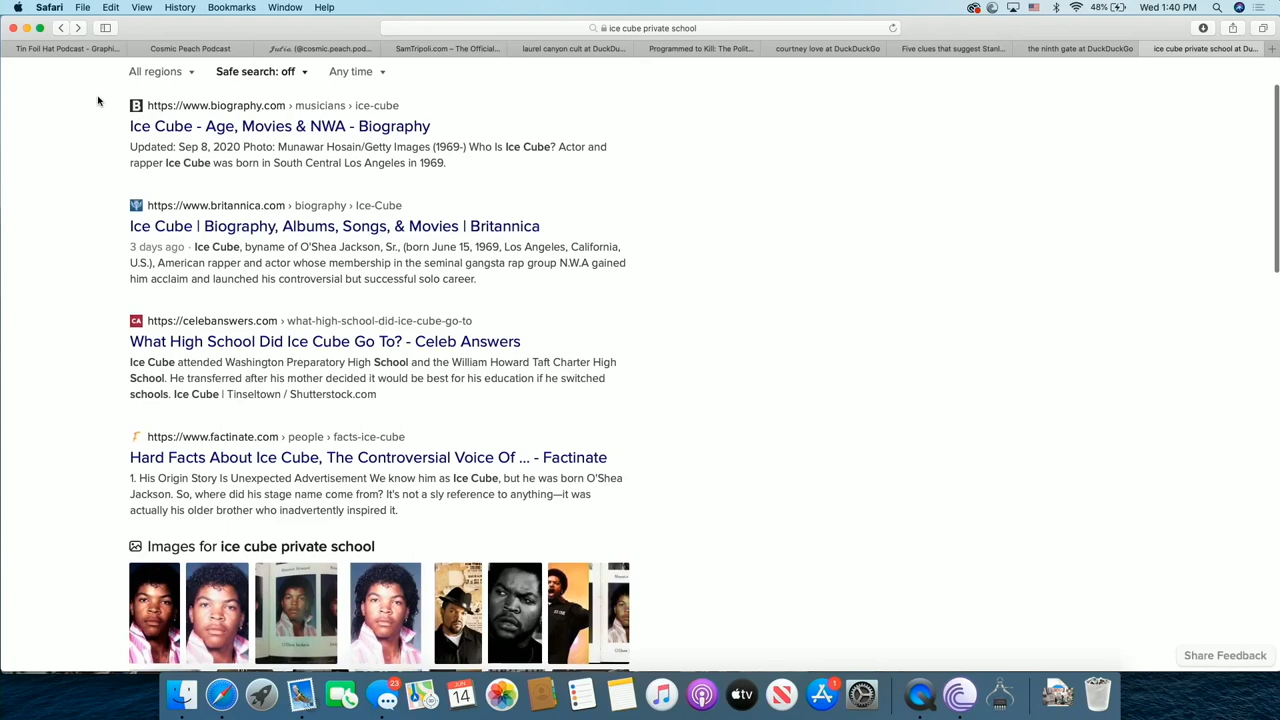 Safari File Edit View History Bookmarks Window Help 48% Wed 1:40 PM
ice cube private school
Tin Foil Hat Podcast - Graphi... Cosmic Peach Podcast 𝒥𝓊𝓁𝒾𝑒 (@cosmic.peach.pod... SamTripoli.com – The Official... laurel canyon cult at DuckDu... Programmed to Kill: The Polit... courtney love at DuckDuckGo Five clues that suggest Stanl... the ninth gate at DuckDuckGo ice cube private school at Du...
All regions Safe search: off Any time
https://www.biography.com › musicians › ice-cube
Ice Cube - Age, Movies & NWA - Biography
Updated: Sep 8, 2020 Photo: Munawar Hosain/Getty Images (1969-) Who Is Ice Cube? Actor and
rapper Ice Cube was born in South Central Los Angeles in 1969.
https://www.britannica.com › biography › Ice-Cube
Ice Cube | Biography, Albums, Songs, & Movies | Britannica
3 days ago · Ice Cube, byname of O'Shea Jackson, Sr., (born June 15, 1969, Los Angeles, California,
U.S.), American rapper and actor whose membership in the seminal gangsta rap group N.W.A gained
him acclaim and launched his controversial but successful solo career.
CA https://celebanswers.com › what-high-school-did-ice-cube-go-to
What High School Did Ice Cube Go To? - Celeb Answers
Ice Cube attended Washington Preparatory High School and the William Howard Taft Charter High
School. He transferred after his mother decided it would be best for his education if he switched
schools. Ice Cube | Tinseltown / Shutterstock.com
https://www.factinate.com › people › facts-ice-cube
Hard Facts About Ice Cube, The Controversial Voice Of ... - Factinate
1. His Origin Story Is Unexpected Advertisement We know him as Ice Cube, but he was born O'Shea
Jackson. So, where did his stage name come from? It's not a sly reference to anything—it was
actually his older brother who inadvertently inspired it.
Images for ice cube private school
Share Feedback
23
JUN
14
tv
1